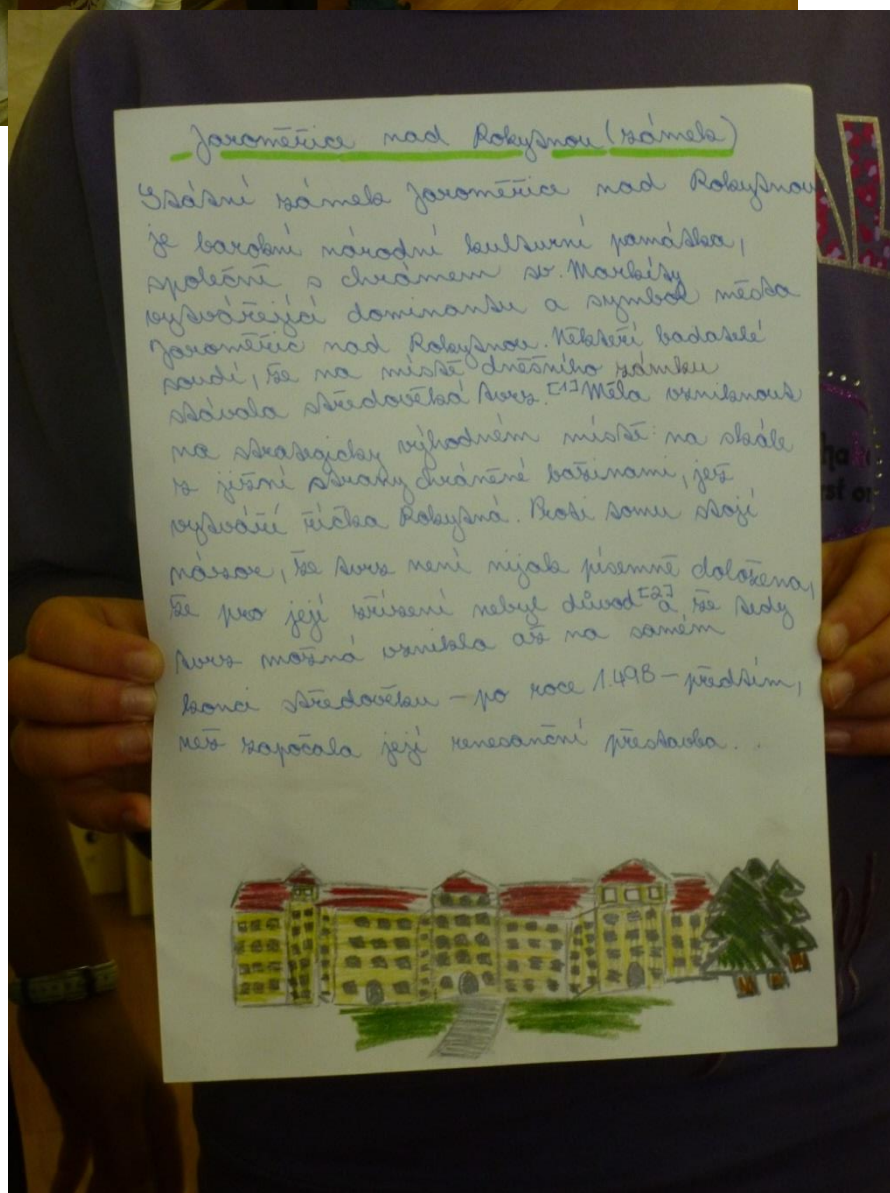 Jaroměřice nad Rokytnou (zámek)
Státní zámek Jaroměřice nad Rokytnou
je barokní národní kulturní památka,
společně s chrámem sv. Markéty
vytvářející dominantu a symbol města
Jaroměřic nad Rokytnou. Někteří badatelé
soudí, že na místě dnešního zámku
stávala středověká tvrz.[1] Měla vzniknout
na strategicky výhodném místě na skále
z jižní strany chráněné bažinami, jež
vytváří říčka Rokytná. Proti tomu stojí
názor, že tvrz není nijak písemně doložena,
že pro její zřízení nebyl důvod[2] a že tedy
tvrz možná vznikla až na samém
konci středověku – po roce 1498 – předtím,
než započala její renesanční přestavba. .